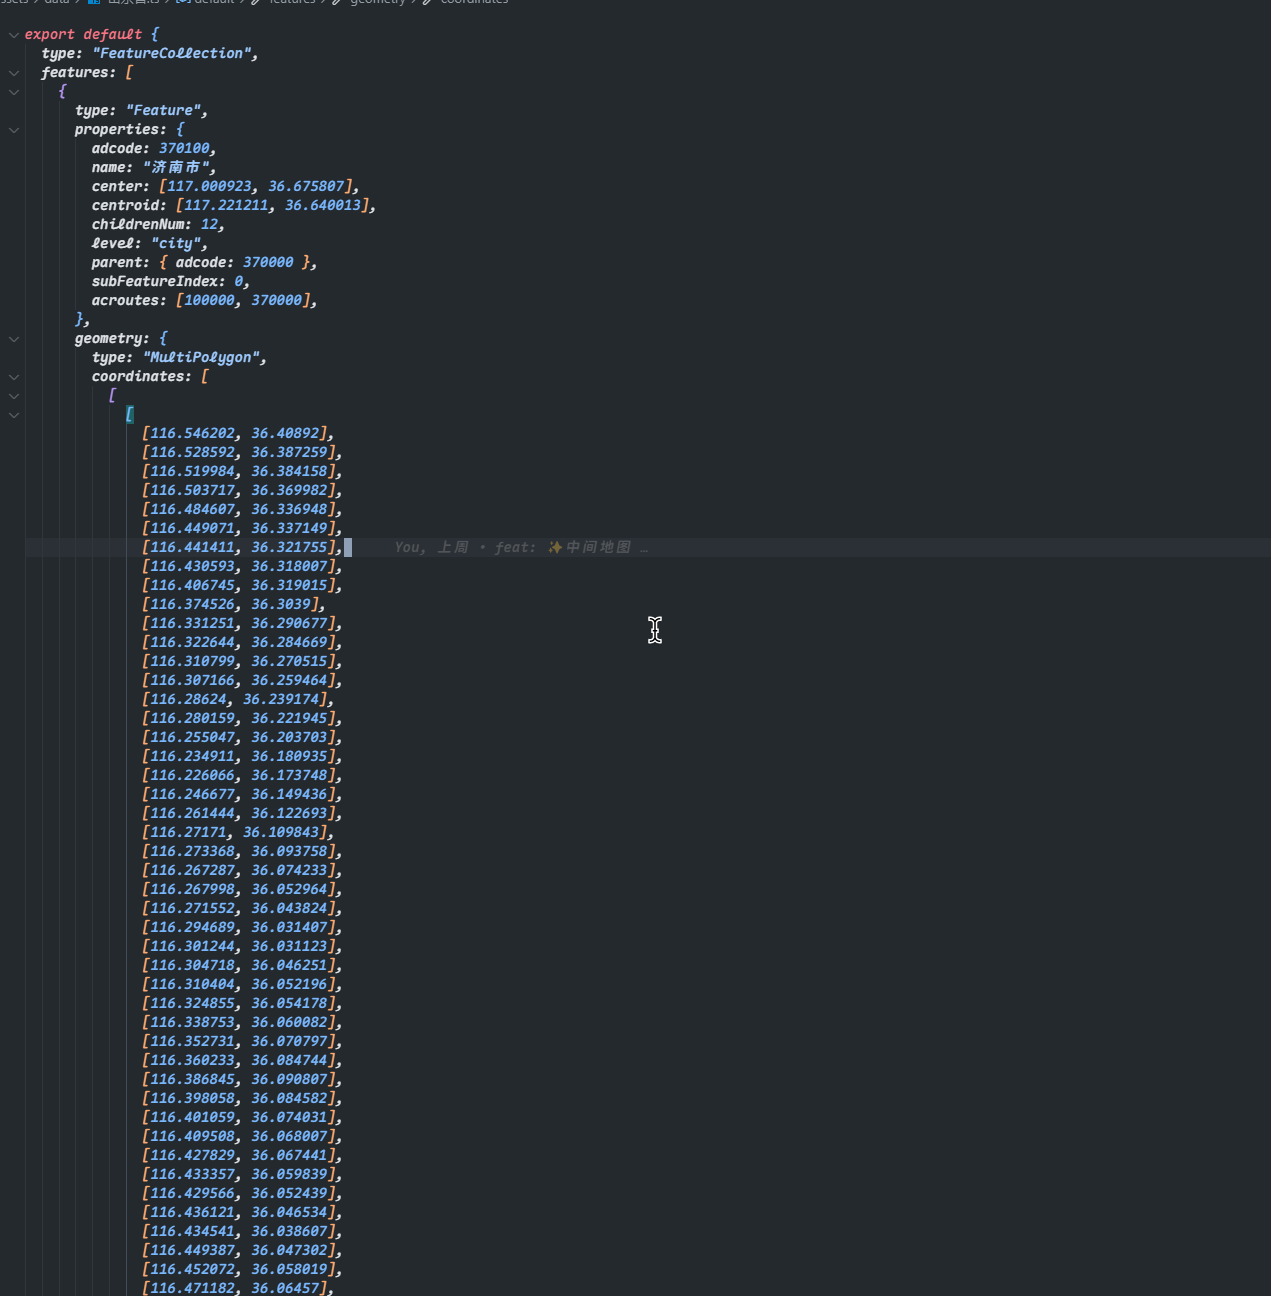 ssets > data > 山东省.ts > default > features > geometry > coordinates
export default {
type: "FeatureCollection",
features: [
{
type: "Feature",
properties: {
adcode: 370100,
name: "济南市",
center: [117.000923, 36.675807],
centroid: [117.221211, 36.640013],
childrenNum: 12,
level: "city",
parent: { adcode: 370000 },
subFeatureIndex: 0,
acroutes: [100000, 370000],
},
geometry: {
type: "MultiPolygon",
coordinates: [
[
[
[116.546202, 36.40892],
[116.528592, 36.387259],
[116.519984, 36.384158],
[116.503717, 36.369982],
[116.484607, 36.336948],
[116.449071, 36.337149],
[116.441411, 36.321755], You, 上周 • feat: ✨中间地图 …
[116.430593, 36.318007],
[116.406745, 36.319015],
[116.374526, 36.3039],
[116.331251, 36.290677],
[116.322644, 36.284669],
[116.310799, 36.270515],
[116.307166, 36.259464],
[116.28624, 36.239174],
[116.280159, 36.221945],
[116.255047, 36.203703],
[116.234911, 36.180935],
[116.226066, 36.173748],
[116.246677, 36.149436],
[116.261444, 36.122693],
[116.27171, 36.109843],
[116.273368, 36.093758],
[116.267287, 36.074233],
[116.267998, 36.052964],
[116.271552, 36.043824],
[116.294689, 36.031407],
[116.301244, 36.031123],
[116.304718, 36.046251],
[116.310404, 36.052196],
[116.324855, 36.054178],
[116.338753, 36.060082],
[116.352731, 36.070797],
[116.360233, 36.084744],
[116.386845, 36.090807],
[116.398058, 36.084582],
[116.401059, 36.074031],
[116.409508, 36.068007],
[116.427829, 36.067441],
[116.433357, 36.059839],
[116.429566, 36.052439],
[116.436121, 36.046534],
[116.434541, 36.038607],
[116.449387, 36.047302],
[116.452072, 36.058019],
[116.471182, 36.06457],